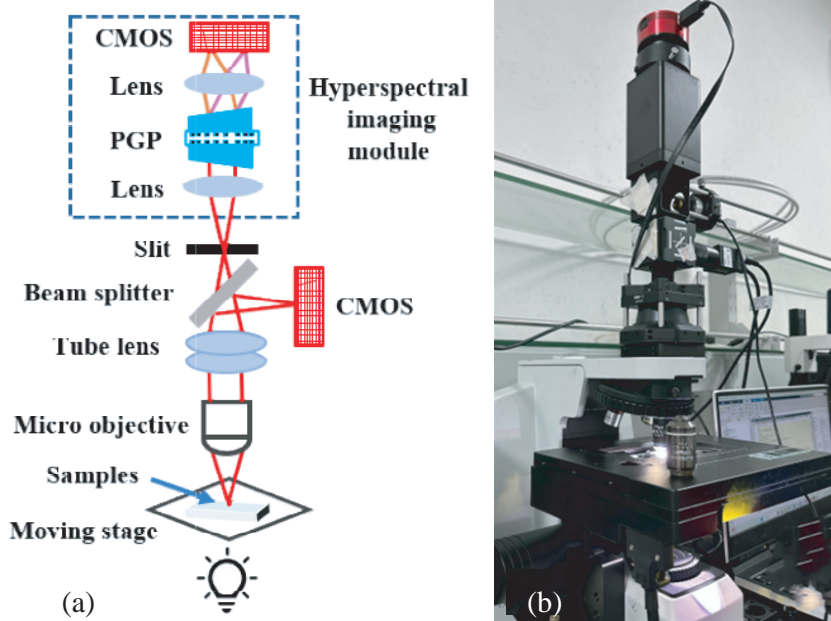 CMOS
Lens
Hyperspectral
imaging
module
PGP
Lens
Slit
Beam splitter
CMOS
Tube lens
Micro objective
Samples
Moving stage
(a)
(b)